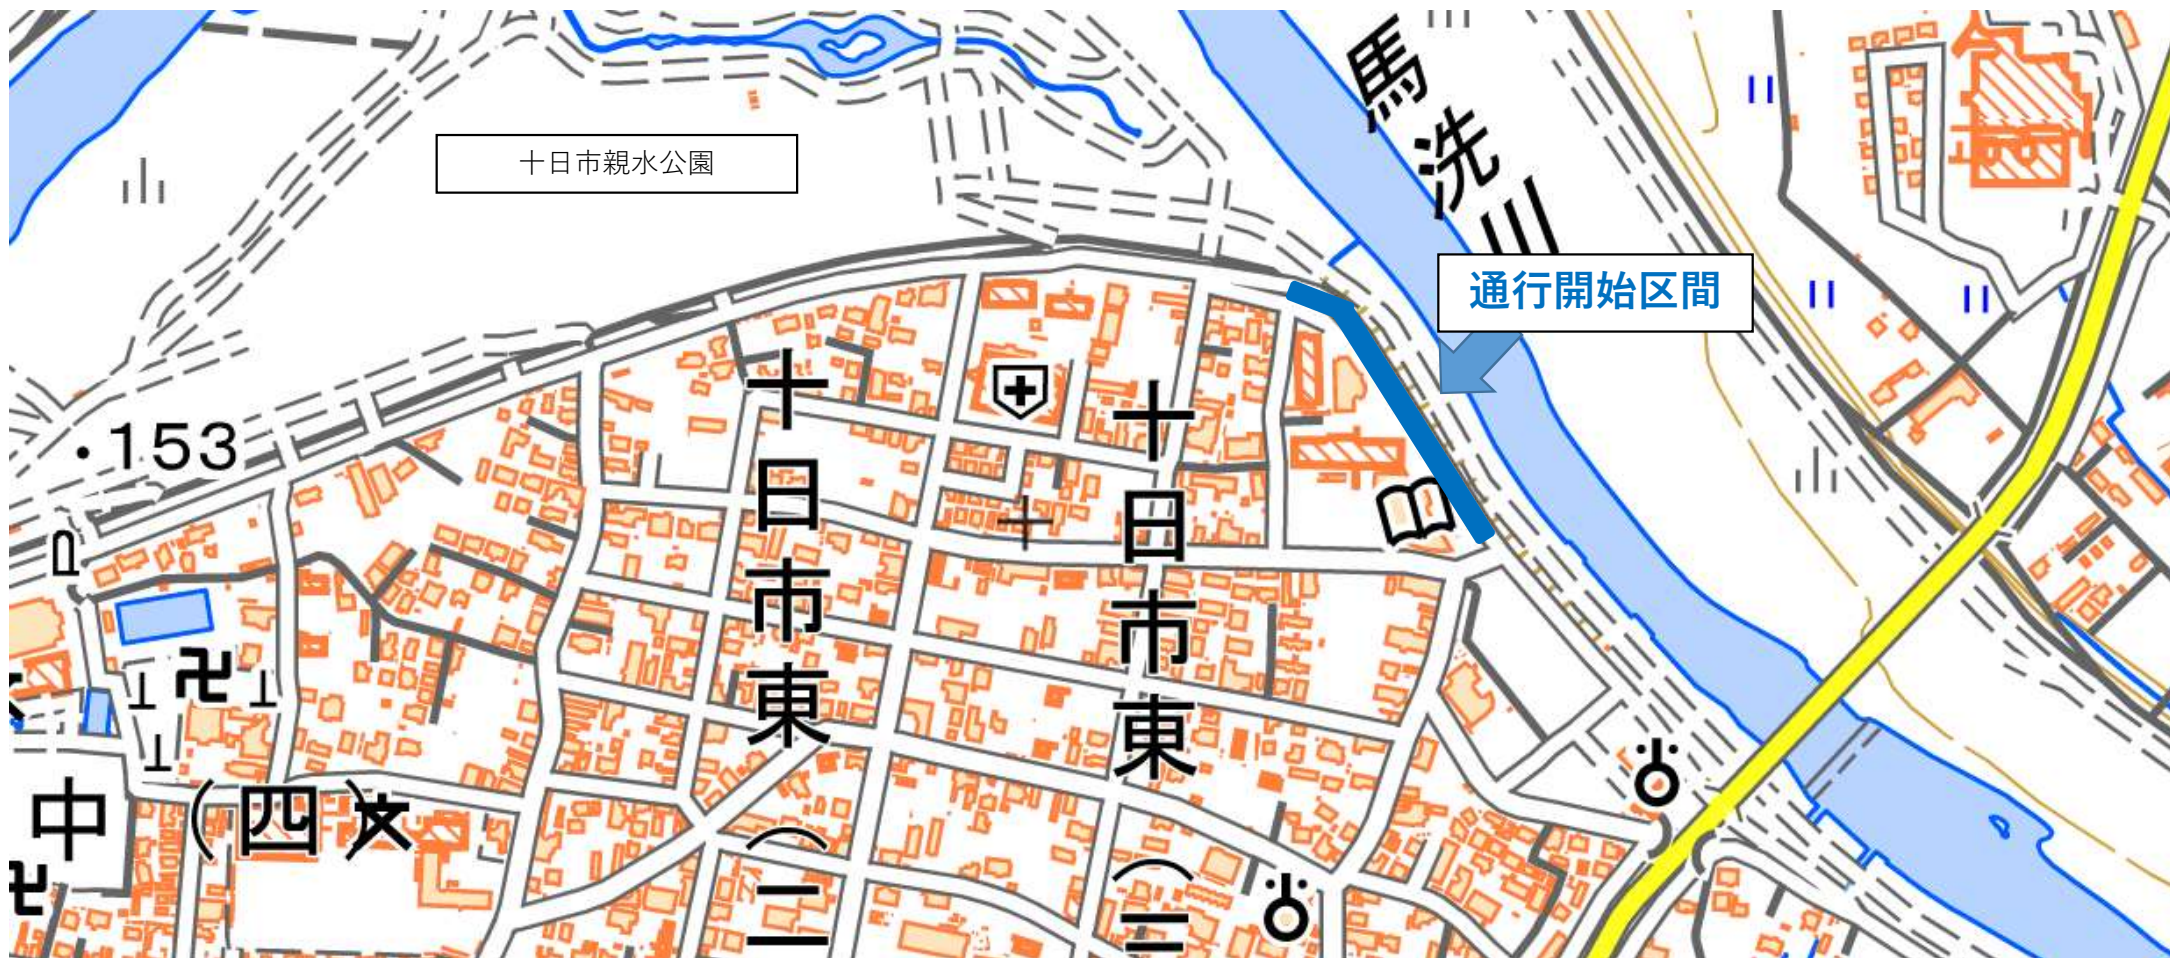 十日市親水公園
馬洗川
通行開始区間
・153
十日市東(二
十日市東(三
中
(四)